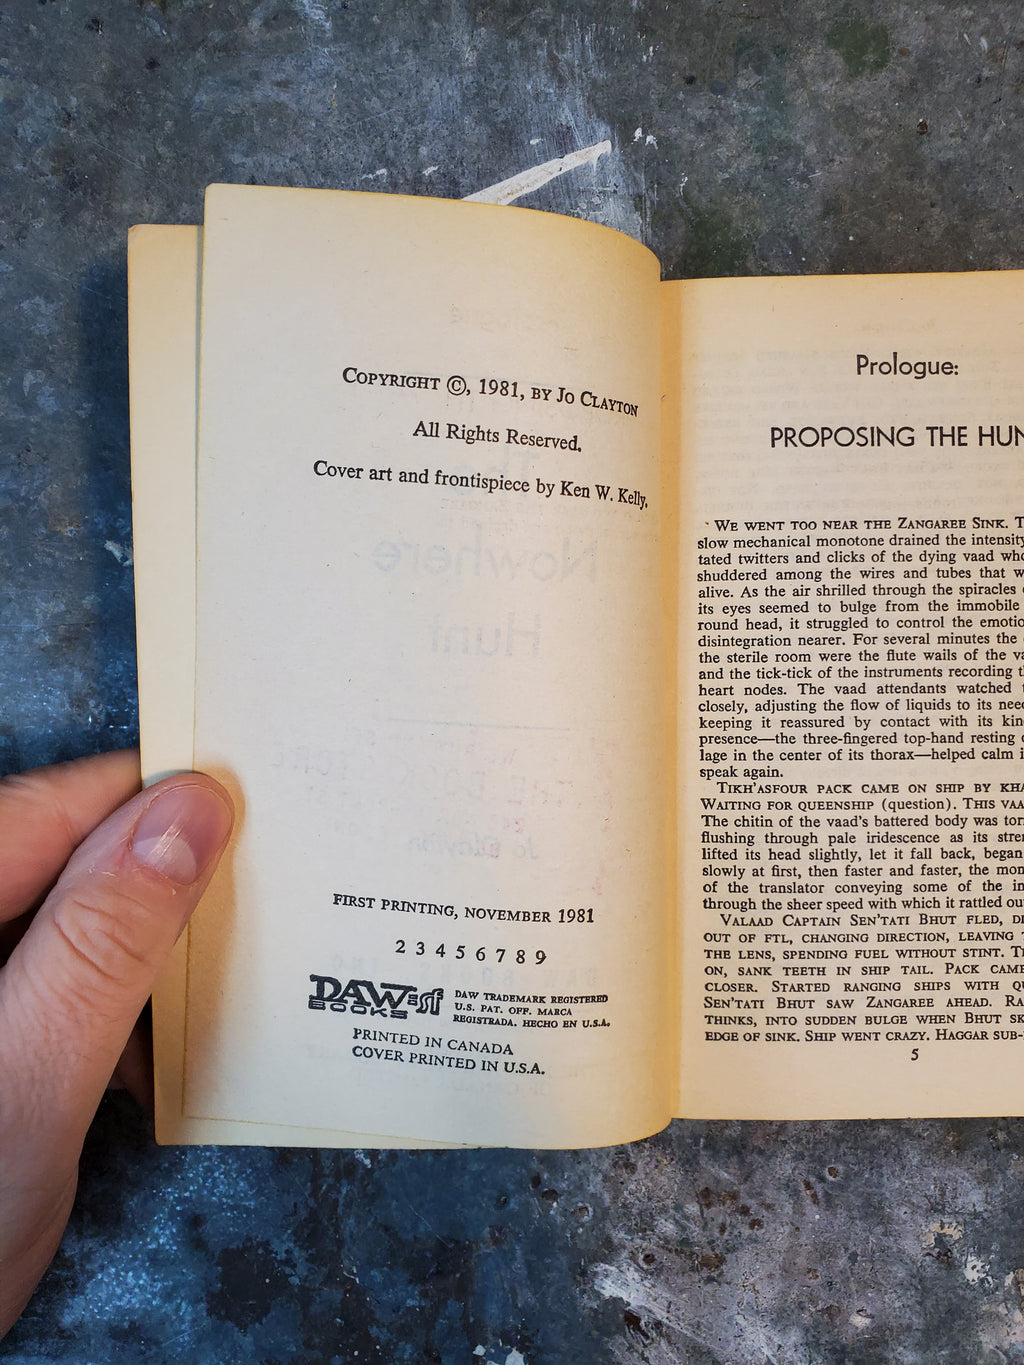 COPYRIGHT ©, 1981, BY JO CLAYTON
All Rights Reserved.
Cover art and frontispiece by Ken W. Kelly.
FIRST PRINTING, NOVEMBER 1981
2 3 4 5 6 7 8 9
DAW sf
BOOKS
DAW TRADEMARK REGISTERED
U.S. PAT. OFF. MARCA
REGISTRADA. HECHO EN U.S.A.
PRINTED IN CANADA
COVER PRINTED IN U.S.A.
Prologue:
PROPOSING THE HUN
WE WENT TOO NEAR THE ZANGAREE SINK. T
slow mechanical monotone drained the intensity
tated twitters and clicks of the dying vaad who
shuddered among the wires and tubes that w
alive. As the air shrilled through the spiracles
its eyes seemed to bulge from the immobile
round head, it struggled to control the emotio
disintegration nearer. For several minutes the
the sterile room were the flute wails of the va
and the tick-tick of the instruments recording t
heart nodes. The vaad attendants watched
closely, adjusting the flow of liquids to its need
keeping it reassured by contact with its kin
presence—the three-fingered top-hand resting o
lage in the center of its thorax—helped calm i
speak again.
TIKH'ASFOUR PACK CAME ON SHIP BY KHA
WAITING FOR QUEENSHIP (question). THIS VAA
The chitin of the vaad's battered body was tor
flushing through pale iridescence as its stre
lifted its head slightly, let it fall back, began
slowly at first, then faster and faster, the mon
of the translator conveying some of the in
through the sheer speed with which it rattled ou
VALAAD CAPTAIN SEN'TATI BHUT FLED, DI
OUT OF FTL, CHANGING DIRECTION, LEAVING
THE LENS, SPENDING FUEL WITHOUT STINT. T
ON, SANK TEETH IN SHIP TAIL. PACK CAME
CLOSER. STARTED RANGING SHIPS WITH QU
SEN'TATI BHUT SAW ZANGAREE AHEAD. RA
THINKS, INTO SUDDEN BULGE WHEN BHUT SK
EDGE OF SINK. SHIP WENT CRAZY. HAGGAR SUB-
5